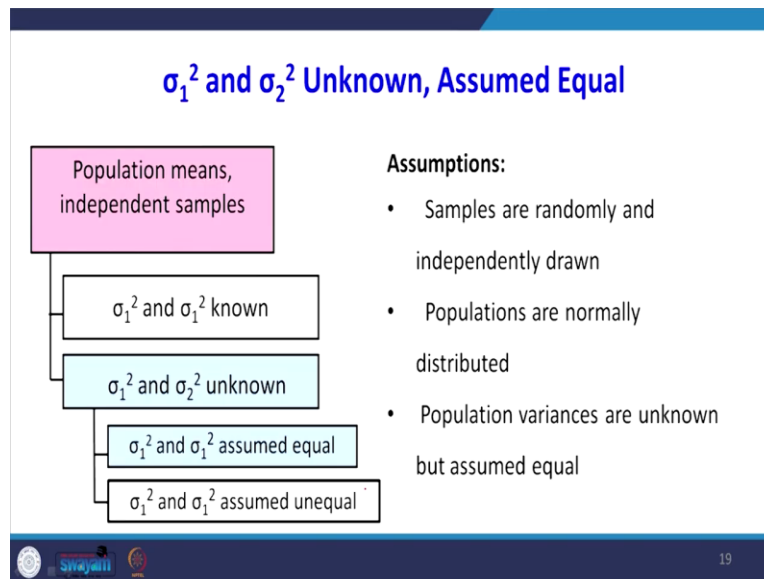 σ₁² and σ₂² Unknown, Assumed Equal
Population means,
independent samples
σ₁² and σ₁² known
σ₁² and σ₂² unknown
σ₁² and σ₁² assumed equal
σ₁² and σ₁² assumed unequal
Assumptions:
• Samples are randomly and
independently drawn
• Populations are normally
distributed
• Population variances are unknown
but assumed equal
swayam
19